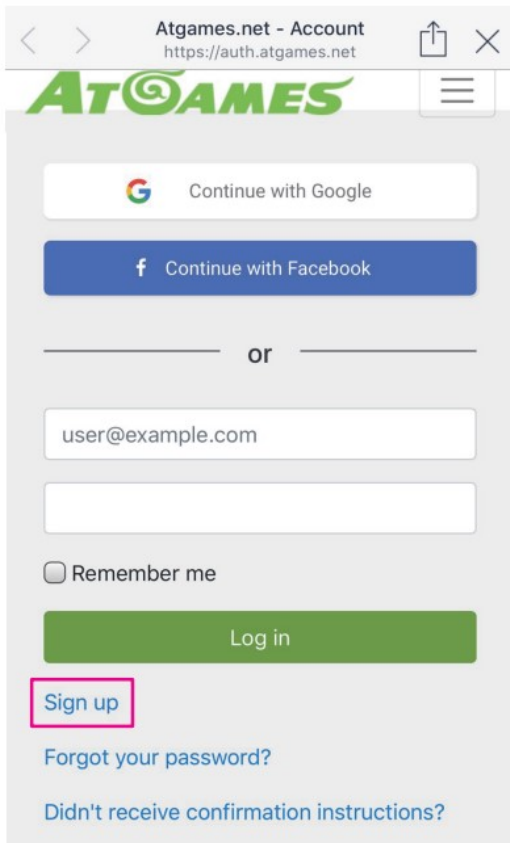 Atgames.net - Account
https://auth.atgames.net
ATGAMES
Continue with Google
f Continue with Facebook
or
user@example.com
Remember me
Log in
Sign up
Forgot your password?
Didn't receive confirmation instructions?